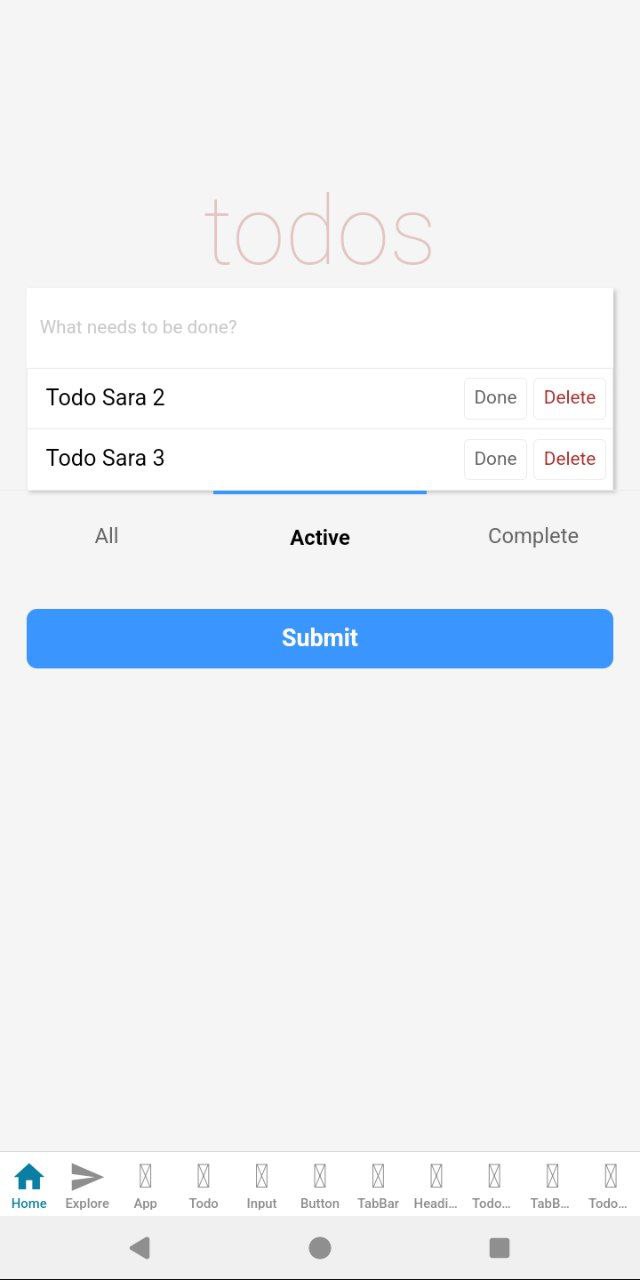 todos
What needs to be done?
Todo Sara 2 Done Delete
Todo Sara 3 Done Delete
All Active Complete
Submit
Home Explore App Todo Input Button TabBar Headi... Todo... TabB... Todo...